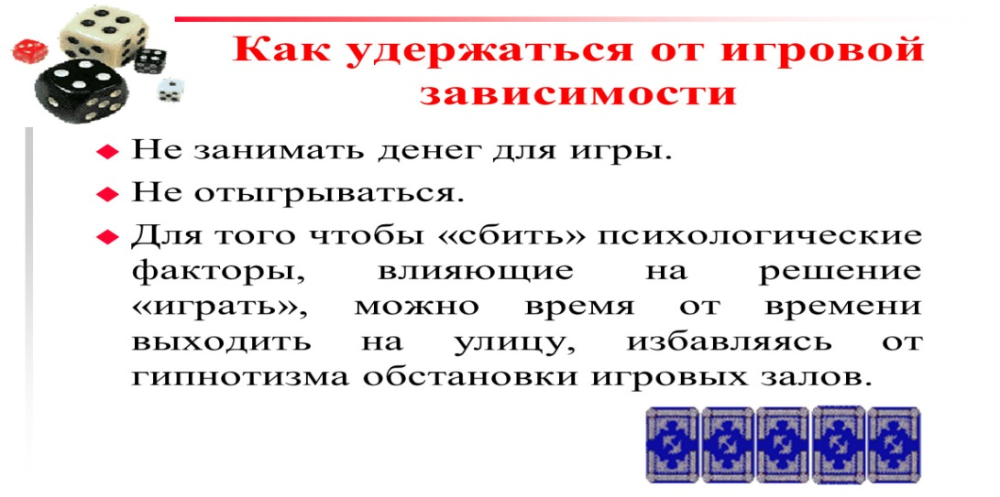 Как удержаться от игровой
зависимости
Не занимать денег для игры.
Не отыгрываться.
Для того чтобы «сбить» психологические
факторы, влияющие на решение
«играть», можно время от времени
выходить на улицу, избавляясь от
гипнотизма обстановки игровых залов.